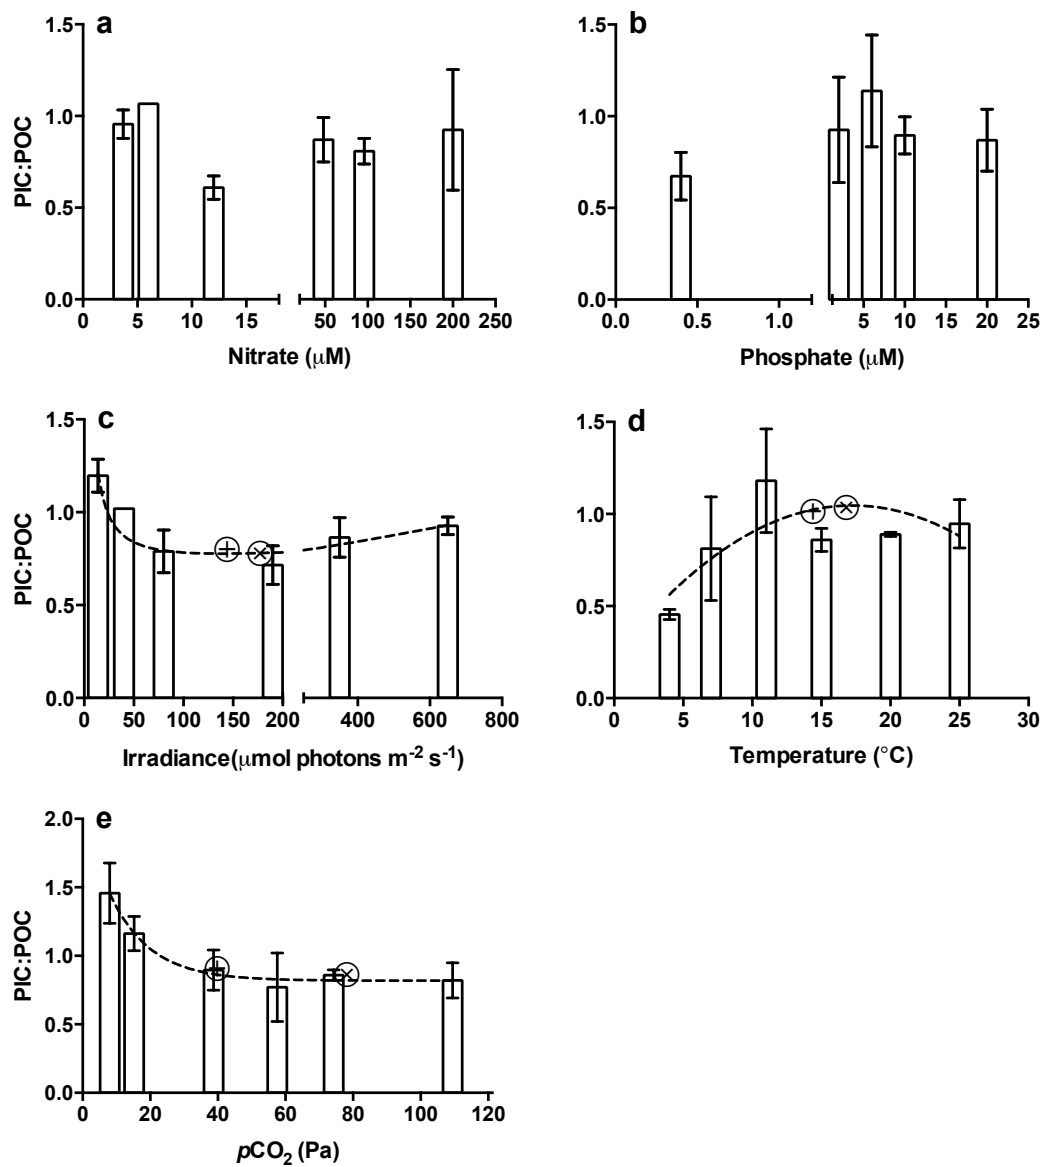 a
1.5
1.0
0.5
0.0
PIC:POC
0 5 10 15 50 100 150 200 250
Nitrate (μM)
b
1.5
1.0
0.5
0.0
0.0 0.5 1.0 5 10 15 20 25
Phosphate (μM)
c
1.5
1.0
0.5
0.0
PIC:POC
0 50 100 150 200 400 600 800
Irradiance(μmol photons m⁻² s⁻¹)
d
1.5
1.0
0.5
0.0
0 5 10 15 20 25 30
Temperature (°C)
e
2.0
1.5
1.0
0.5
0.0
PIC:POC
0 20 40 60 80 100 120
pCO₂ (Pa)